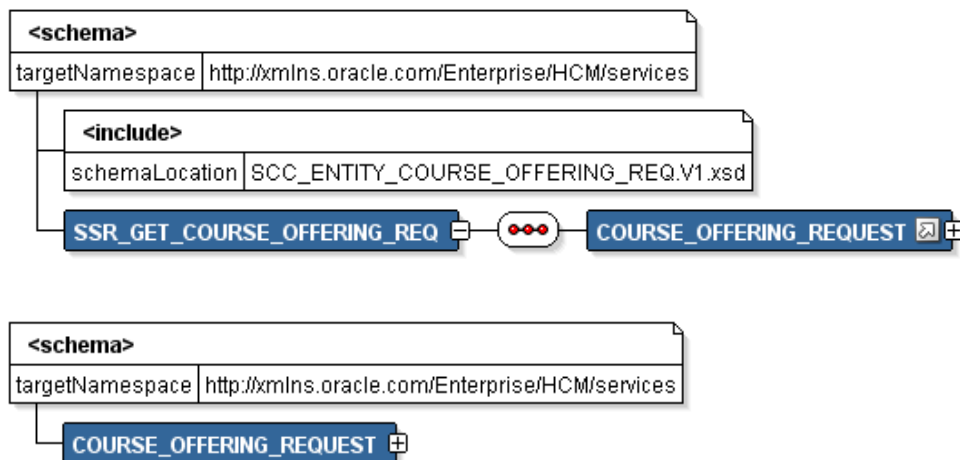 <schema>
targetNamespace http://xmlns.oracle.com/Enterprise/HCM/services
<include>
schemaLocation SCC_ENTITY_COURSE_OFFERING_REQ.V1.xsd
SSR_GET_COURSE_OFFERING_REQ COURSE_OFFERING_REQUEST
<schema>
targetNamespace http://xmlns.oracle.com/Enterprise/HCM/services
COURSE_OFFERING_REQUEST